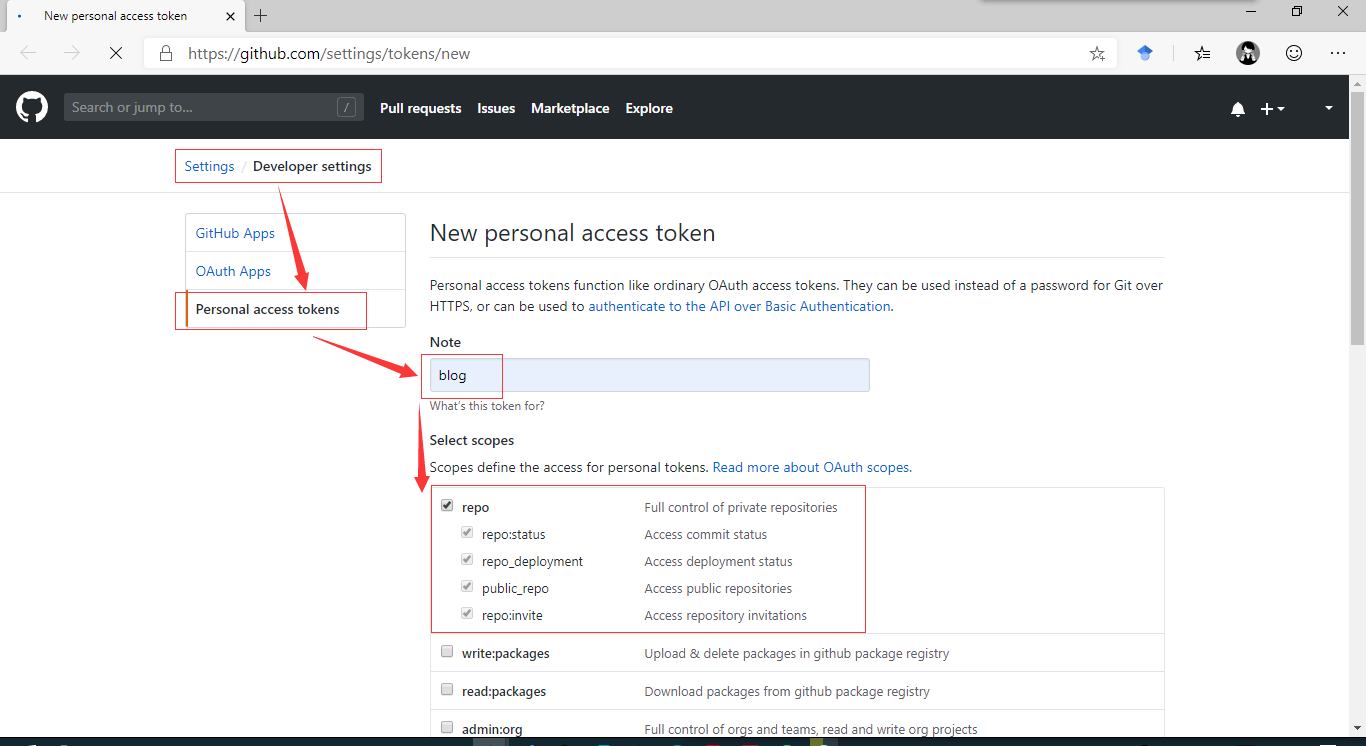 New personal access token
https://github.com/settings/tokens/new
Search or jump to... /
Pull requests Issues Marketplace Explore
Settings / Developer settings
GitHub Apps
OAuth Apps
Personal access tokens
New personal access token
Personal access tokens function like ordinary OAuth access tokens. They can be used instead of a password for Git over
HTTPS, or can be used to authenticate to the API over Basic Authentication.
Note
blog
What's this token for?
Select scopes
Scopes define the access for personal tokens. Read more about OAuth scopes.
repo Full control of private repositories
repo:status Access commit status
repo_deployment Access deployment status
public_repo Access public repositories
repo:invite Access repository invitations
write:packages Upload & delete packages in github package registry
read:packages Download packages from github package registry
admin:org Full control of orgs and teams, read and write org projects